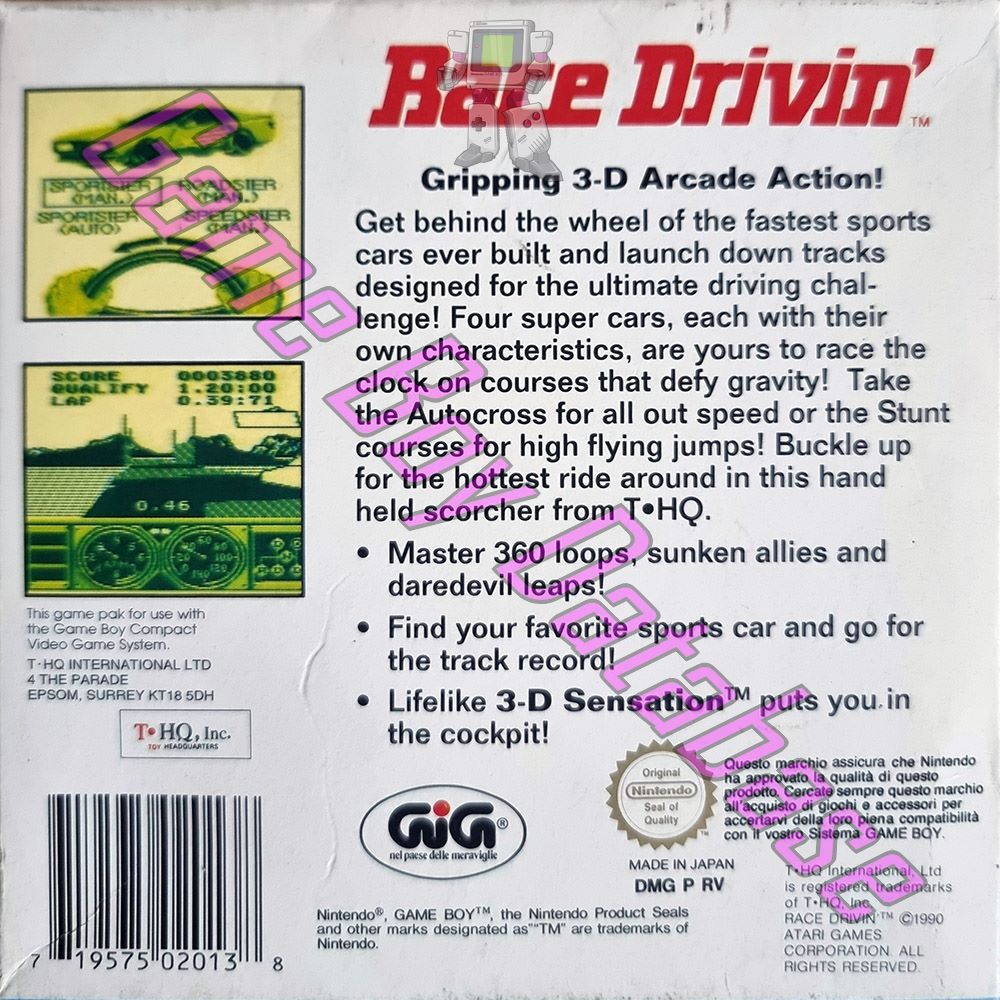 Race Drivin'™
Gripping 3-D Arcade Action!
Get behind the wheel of the fastest sports
cars ever built and launch down tracks
designed for the ultimate driving chal-
lenge! Four super cars, each with their
own characteristics, are yours to race the
clock on courses that defy gravity! Take
the Autocross for all out speed or the Stunt
courses for high flying jumps! Buckle up
for the hottest ride around in this hand
held scorcher from T•HQ.
• Master 360 loops, sunken allies and
daredevil leaps!
• Find your favorite sports car and go for
the track record!
• Lifelike 3-D Sensation™ puts you in
the cockpit!
SPORTSTER ROADSTER
(MAN.) (MAN.)
SPORTSTER SPEEDSTER
(AUTO) (MAN.)
SCORE 0003880
QUALIFY 1.20:00
LAP 0.39:71
0.46
This game pak for use with
the Game Boy Compact
Video Game System.
T·HQ INTERNATIONAL LTD
4 THE PARADE
EPSOM, SURREY KT18 5DH
T•HQ, Inc.
TOY HEADQUARTERS
7 19575 02013 8
GiG®
nel paese delle meraviglie
Original
Nintendo
Seal of
Quality
™
Questo marchio assicura che Nintendo
ha approvato la qualità di questo
prodotto. Cercate sempre questo marchio
all'acquisto di giochi e accessori per
accertarvi della loro piena compatibilità
con il vostro Sistema GAME BOY.
MADE IN JAPAN
DMG P RV
Nintendo®, GAME BOY™, the Nintendo Product Seals
and other marks designated as "TM" are trademarks of
Nintendo.
T·HQ International, Ltd
is registered trademarks
of T·HQ, Inc.
RACE DRIVIN'™ ©1990
ATARI GAMES
CORPORATION. ALL
RIGHTS RESERVED.
Game Boy Database